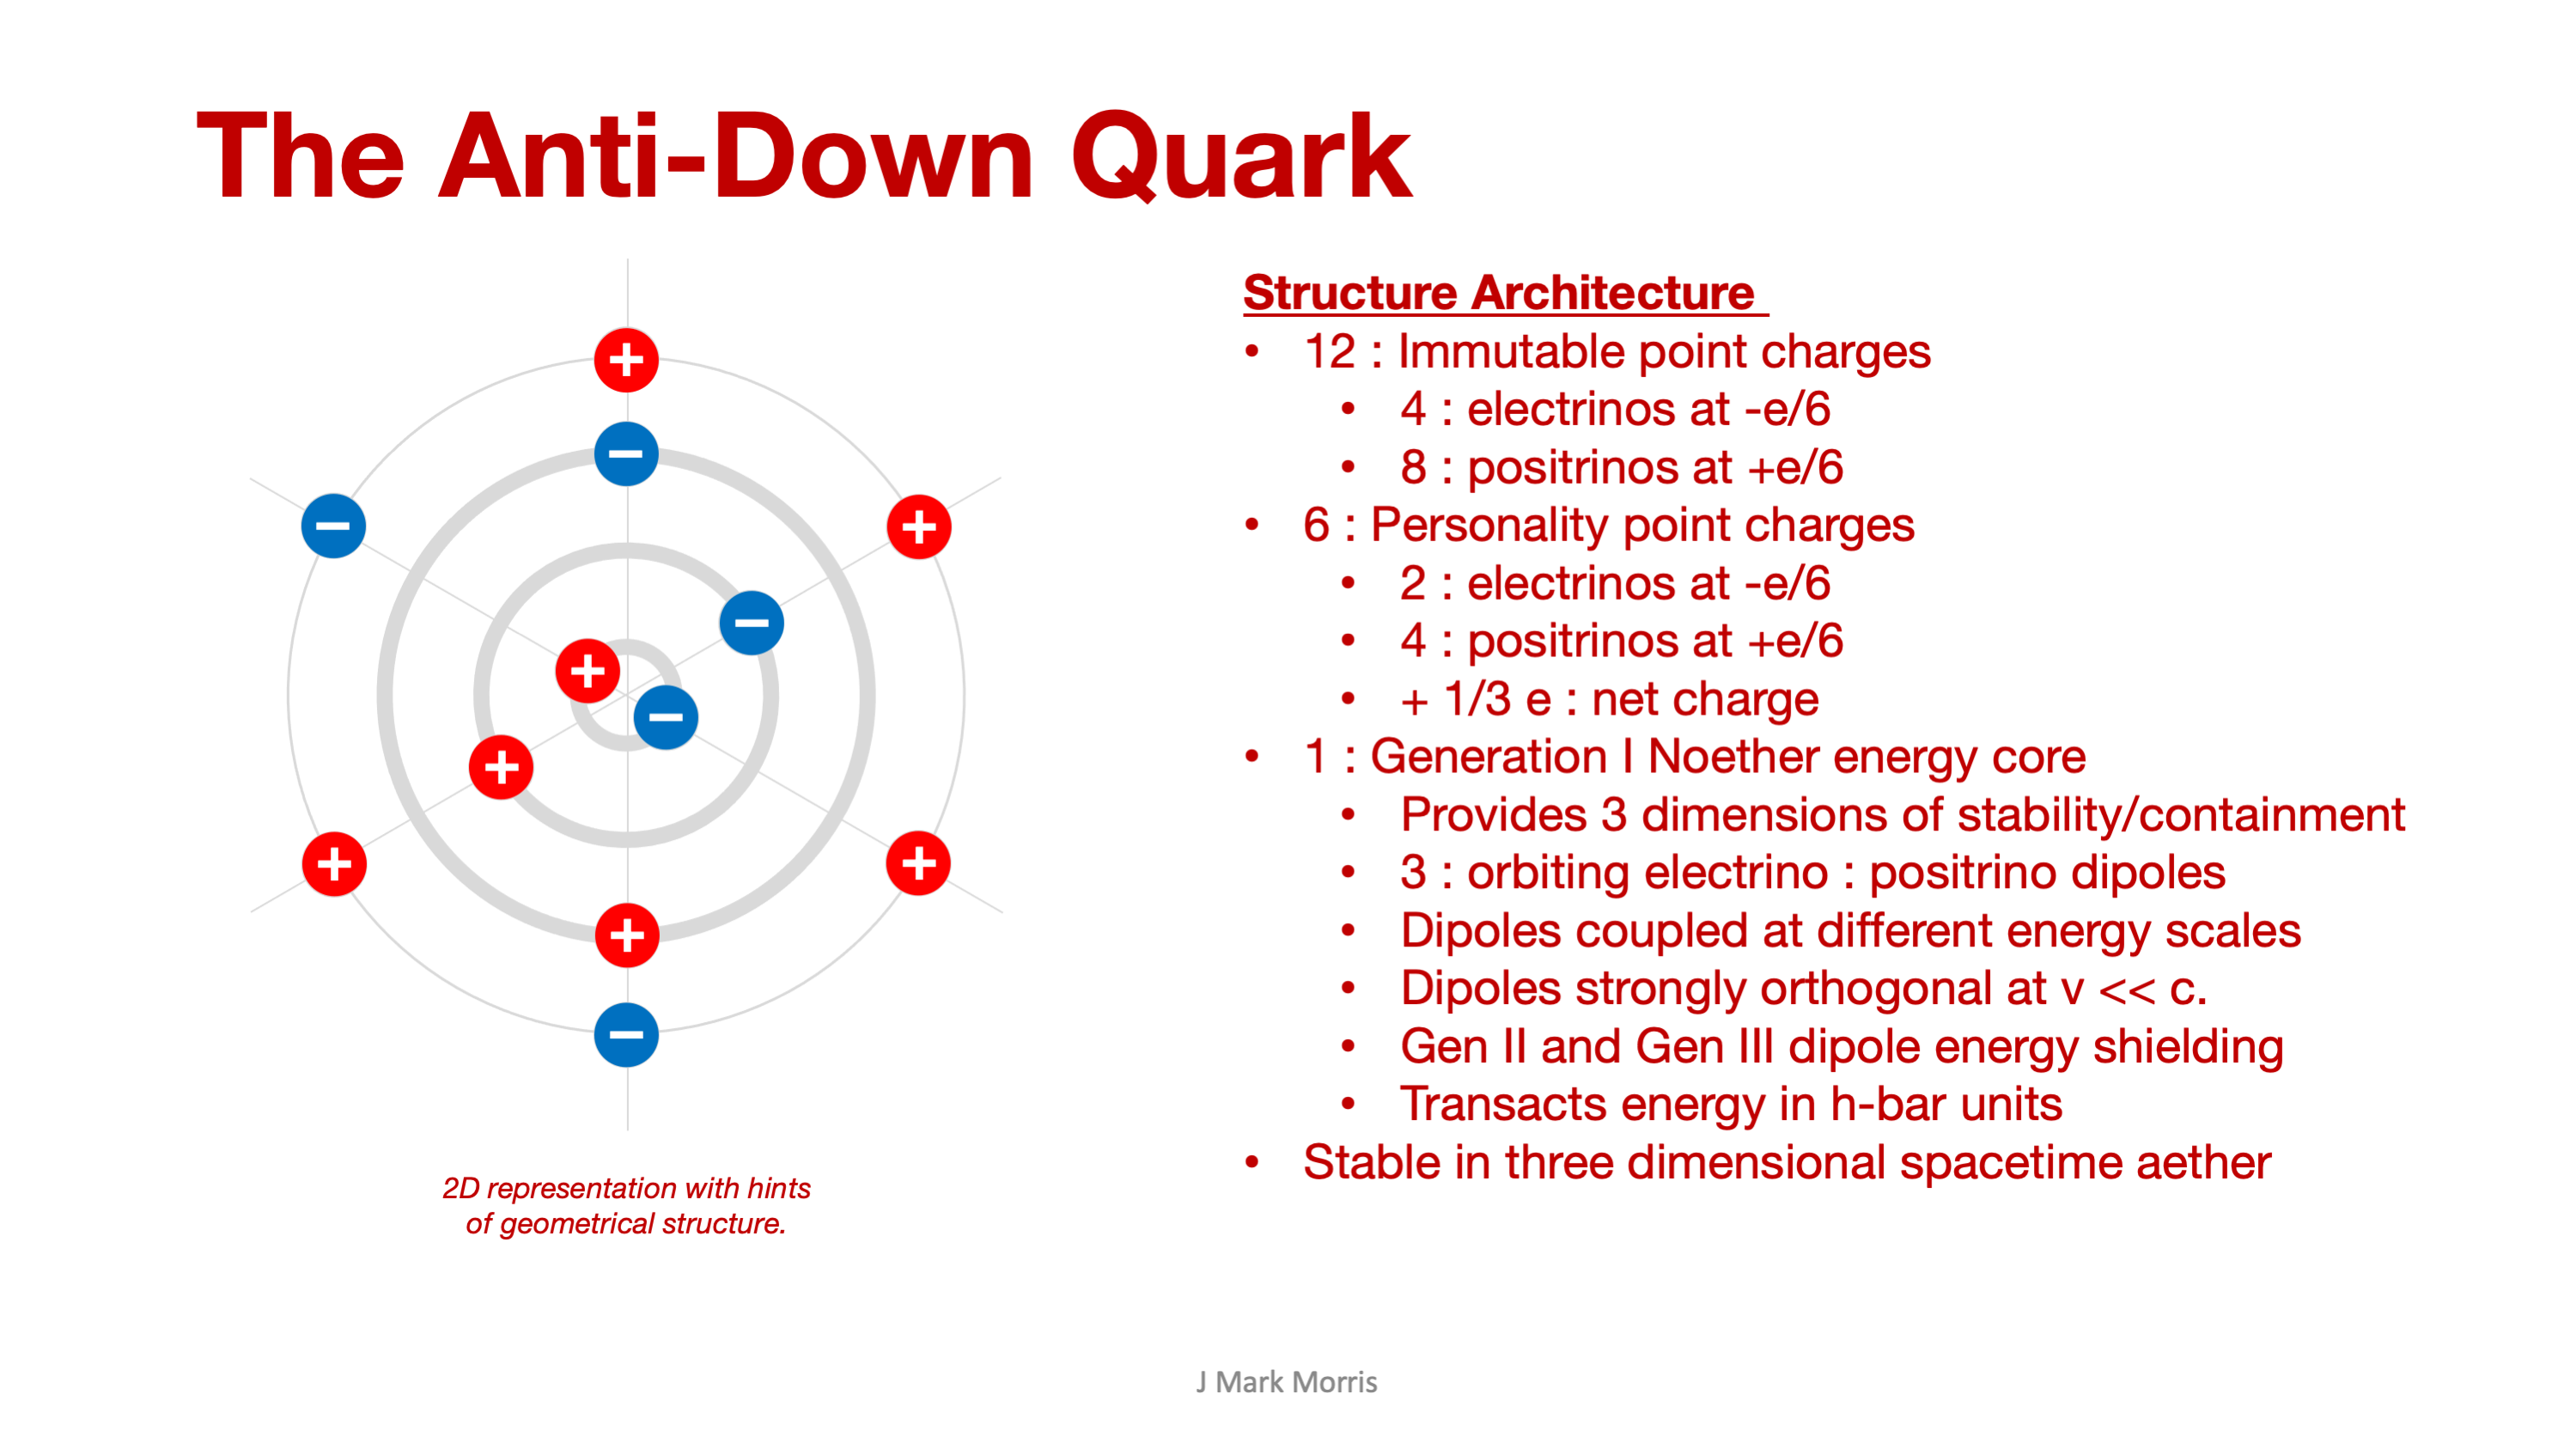 The Anti-Down Quark
Structure Architecture
• 12 : Immutable point charges
• 4 : electrinos at -e/6
• 8 : positrinos at +e/6
• 6 : Personality point charges
• 2 : electrinos at -e/6
• 4 : positrinos at +e/6
• + 1/3 e : net charge
• 1 : Generation I Noether energy core
• Provides 3 dimensions of stability/containment
• 3 : orbiting electrino : positrino dipoles
• Dipoles coupled at different energy scales
• Dipoles strongly orthogonal at v << c.
• Gen II and Gen III dipole energy shielding
• Transacts energy in h-bar units
• Stable in three dimensional spacetime aether
+
−
−
+
−
+
−
+
+
+
+
−
2D representation with hints
of geometrical structure.
J Mark Morris